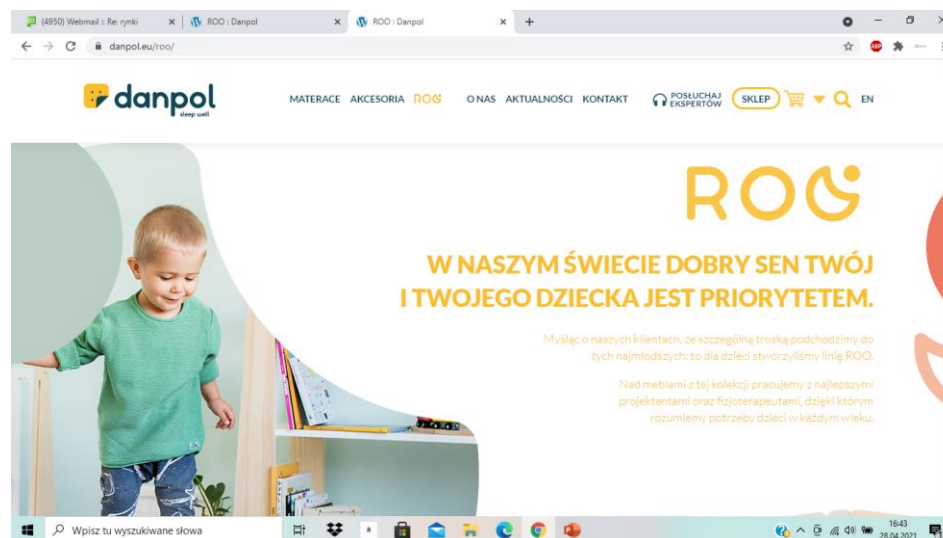 (4950) Webmail :: Re: rynki
ROO : Danpol
ROO : Danpol
danpol.eu/roo/
ABP
danpol
sleep well
MATERACE AKCESORIA ROO O NAS AKTUALNOŚCI KONTAKT
POSŁUCHAJ
EKSPERTÓW
SKLEP
EN
ROO
W NASZYM ŚWIECIE DOBRY SEN TWÓJ
I TWOJEGO DZIECKA JEST PRIORYTETEM.
Myśląc o naszych klientach, ze szczególną troską podchodzimy do
tych najmłodszych: to dla dzieci stworzyliśmy linię ROO.
Nad meblami z tej kolekcji pracujemy z najlepszymi
projektantami oraz fizjoterapeutami, dzięki którym
rozumiemy potrzeby dzieci w każdym wieku.
Wpisz tu wyszukiwane słowa
16:43
28.04.2021